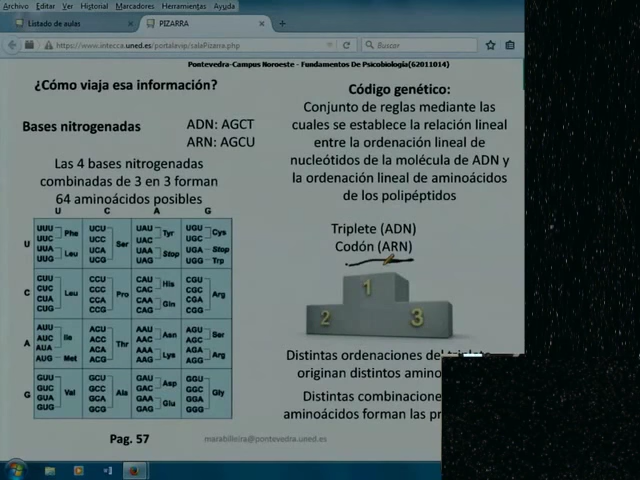 Archivo Editar Ver Historial Marcadores Herramientas Ayuda
Listado de aulas
PIZARRA
https://www.intecca.uned.es/portalavip/salaPizarra.php
Buscar
Pontevedra-Campus Noroeste - Fundamentos De Psicobiología(62011014)
¿Cómo viaja esa información?
Bases nitrogenadas
ADN: AGCT
ARN: AGCU
Las 4 bases nitrogenadas
combinadas de 3 en 3 forman
64 aminoácidos posibles
U C A G
U
UUU UUC Phe UUA UUG Leu
UCU UCC UCA UCG Ser
UAU UAC Tyr UAA UAG Stop
UGU UGC Cys UGA Stop UGG Trp
C
CUU CUC CUA CUG Leu
CCU CCC CCA CCG Pro
CAU CAC His CAA CAG Gln
CGU CGC CGA CGG Arg
A
AUU AUC AUA Ile AUG Met
ACU ACC ACA ACG Thr
AAU AAC Asn AAA AAG Lys
AGU AGC Ser AGA AGG Arg
G
GUU GUC GUA GUG Val
GCU GCC GCA GCG Ala
GAU GAC Asp GAA GAG Glu
GGU GGC GGA GGG Gly
Pag. 57
Código genético:
Conjunto de reglas mediante las
cuales se establece la relación lineal
entre la ordenación lineal de
nucleótidos de la molécula de ADN y
la ordenación lineal de aminoácidos
de los polipéptidos
Triplete (ADN)
Codón (ARN)
1
2
3
Distintas ordenaciones del
originan distintos
Distintas
aminoácidos forman las
marabilleira@pontevedra.uned.es